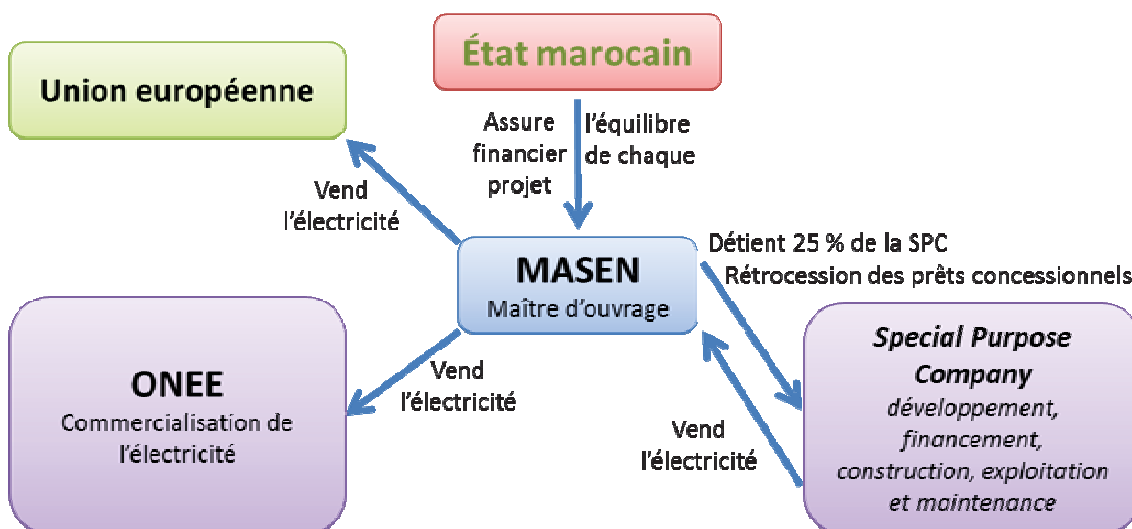 État marocain
Union européenne
Assure l'équilibre
financier de chaque
projet
Vend
l'électricité
MASEN
Maître d'ouvrage
Détient 25 % de la SPC
Rétrocession des prêts concessionnels
ONEE
Commercialisation de
l'électricité
Vend
l'électricité
Vend
l'électricité
Special Purpose
Company
développement,
financement,
construction, exploitation
et maintenance